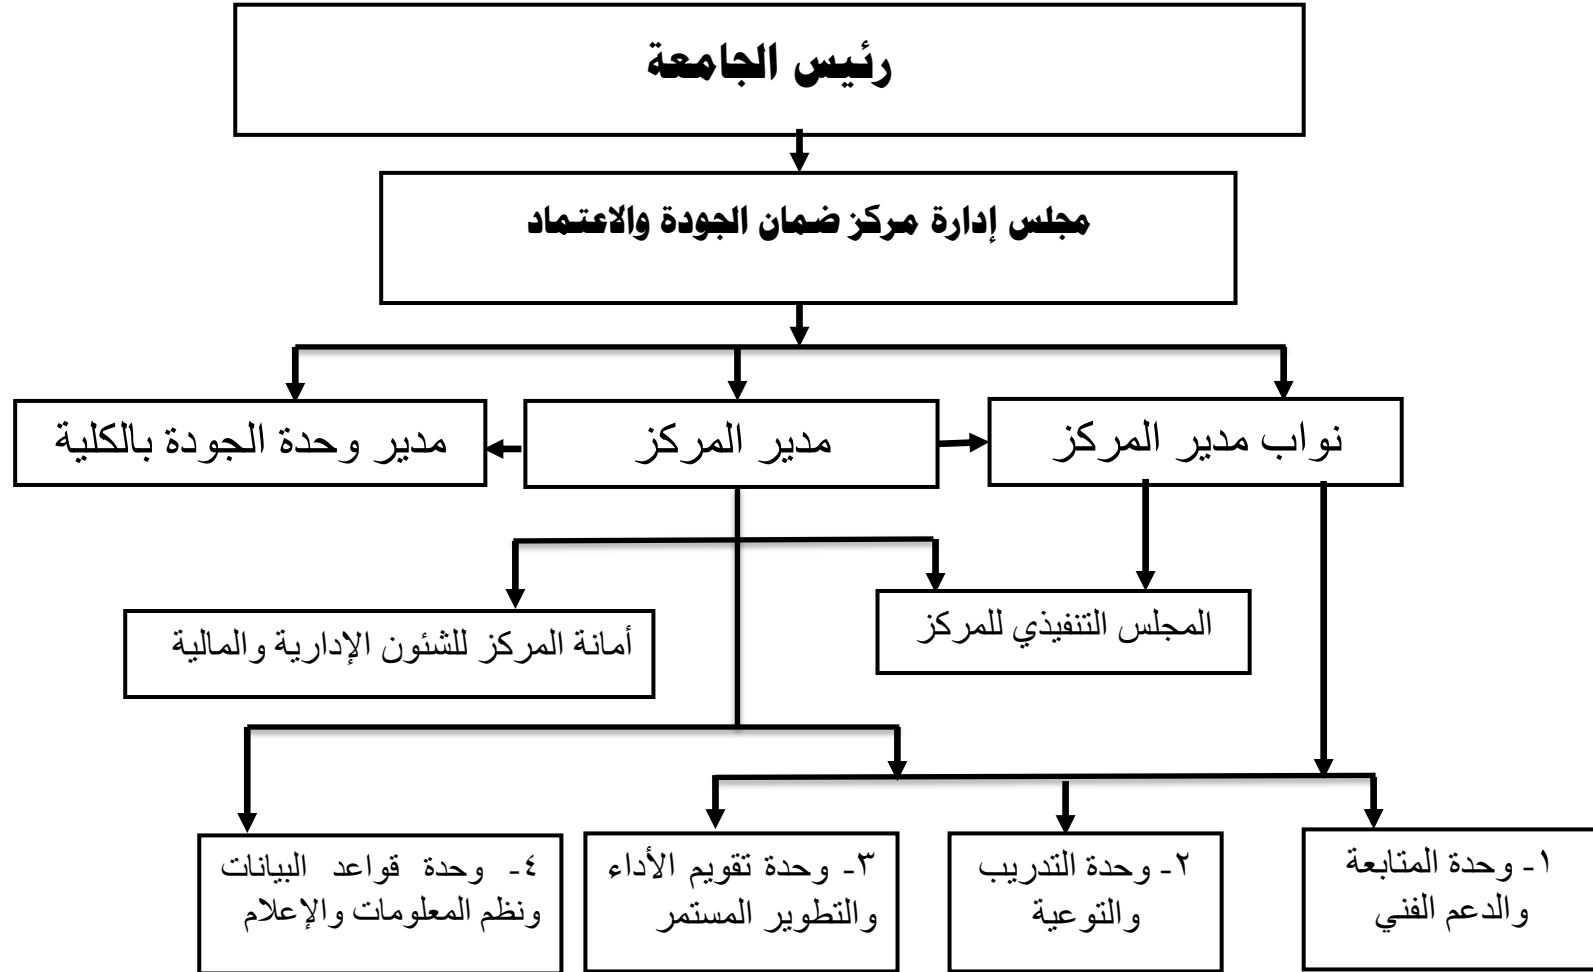 رئيس الجامعة
مجلس إدارة مركز ضمان الجودة والاعتماد
نواب مدير المركز
مدير المركز
مدير وحدة الجودة بالكلية
المجلس التنفيذي للمركز
أمانة المركز للشئون الإدارية والمالية
١- وحدة المتابعة
والدعم الفني
٢- وحدة التدريب
والتوعية
٣- وحدة تقويم الأداء
والتطوير المستمر
٤- وحدة قواعد البيانات
ونظم المعلومات والإعلام